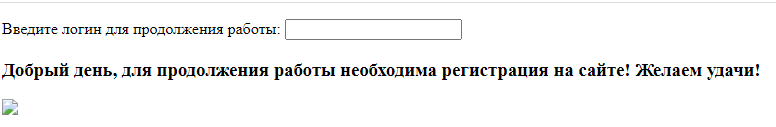 Введите логин для продолжения работы:
Добрый день, для продолжения работы необходима регистрация на сайте! Желаем удачи!